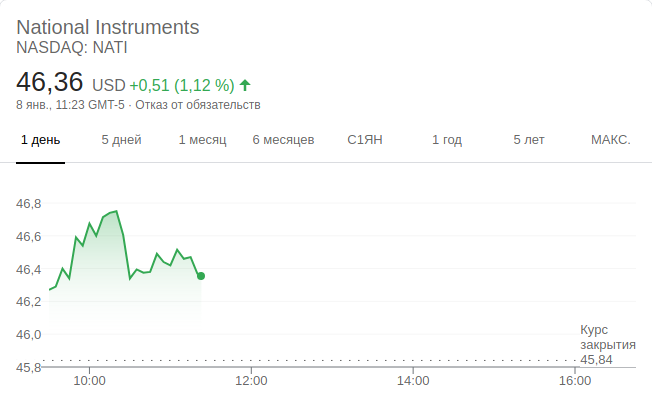 National Instruments
NASDAQ: NATI
46,36 USD +0,51 (1,12 %)
8 янв., 11:23 GMT-5 · Отказ от обязательств
1 день 5 дней 1 месяц 6 месяцев С1ЯН 1 год 5 лет МАКС.
46,8
46,6
46,4
46,2
46,0
45,8
Курс
закрытия
45,84
10:00 12:00 14:00 16:00